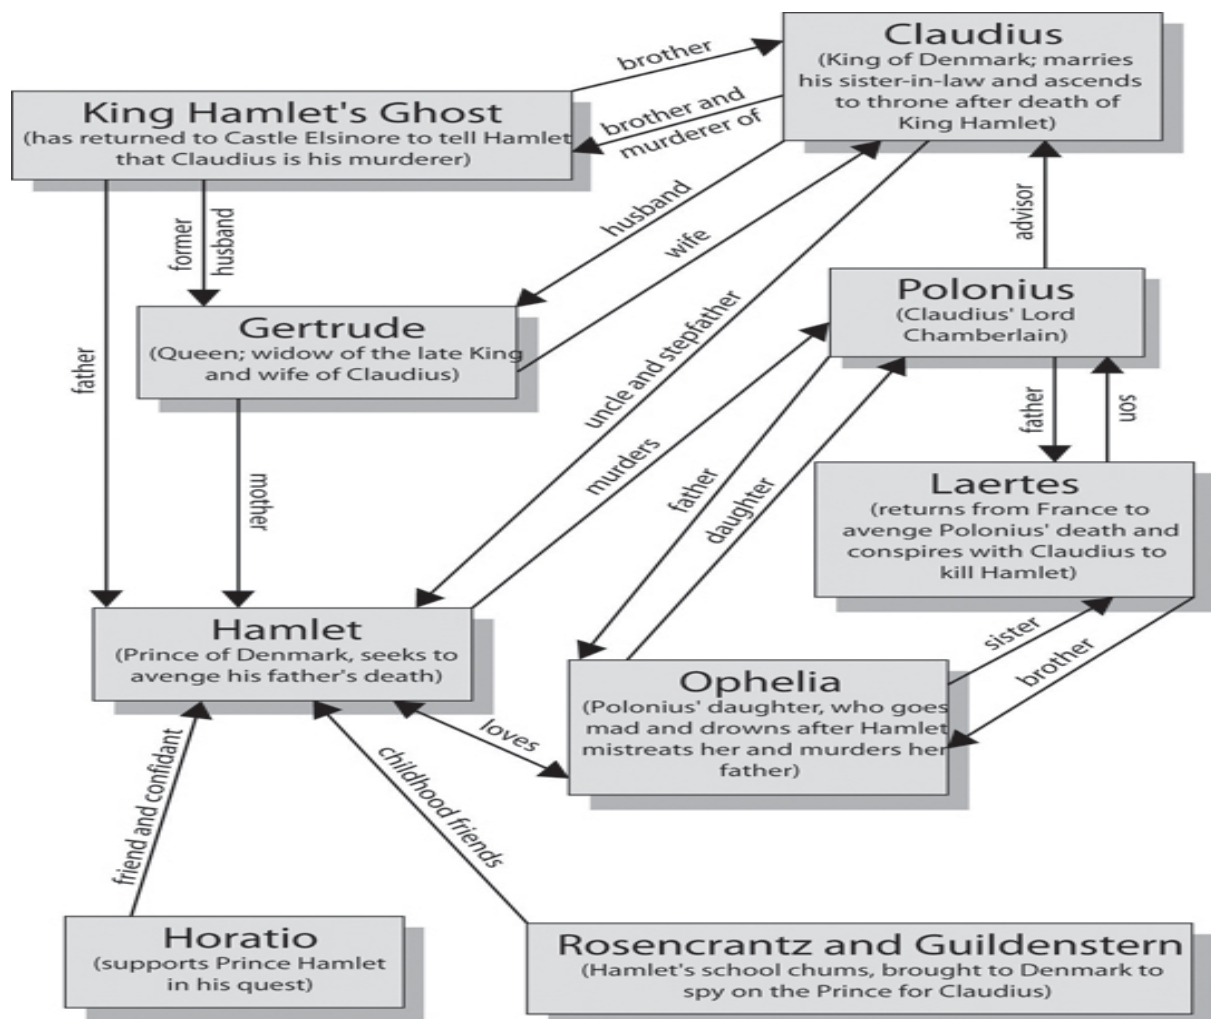 Claudius
(King of Denmark; marries
his sister-in-law and ascends
to throne after death of
King Hamlet)
brother
King Hamlet's Ghost
(has returned to Castle Elsinore to tell Hamlet
that Claudius is his murderer)
brother and
murderer of
former
husband
husband
wife
advisor
Polonius
(Claudius' Lord
Chamberlain)
Gertrude
(Queen; widow of the late King
and wife of Claudius)
father
uncle and stepfather
murders
father
son
mother
father
daughter
Laertes
(returns from France to
avenge Polonius' death and
conspires with Claudius to
kill Hamlet)
Hamlet
(Prince of Denmark, seeks to
avenge his father's death)
sister
brother
Ophelia
(Polonius' daughter, who goes
mad and drowns after Hamlet
mistreats her and murders her
father)
loves
friend and confidant
childhood friends
Horatio
(supports Prince Hamlet
in his quest)
Rosencrantz and Guildenstern
(Hamlet's school chums, brought to Denmark to
spy on the Prince for Claudius)